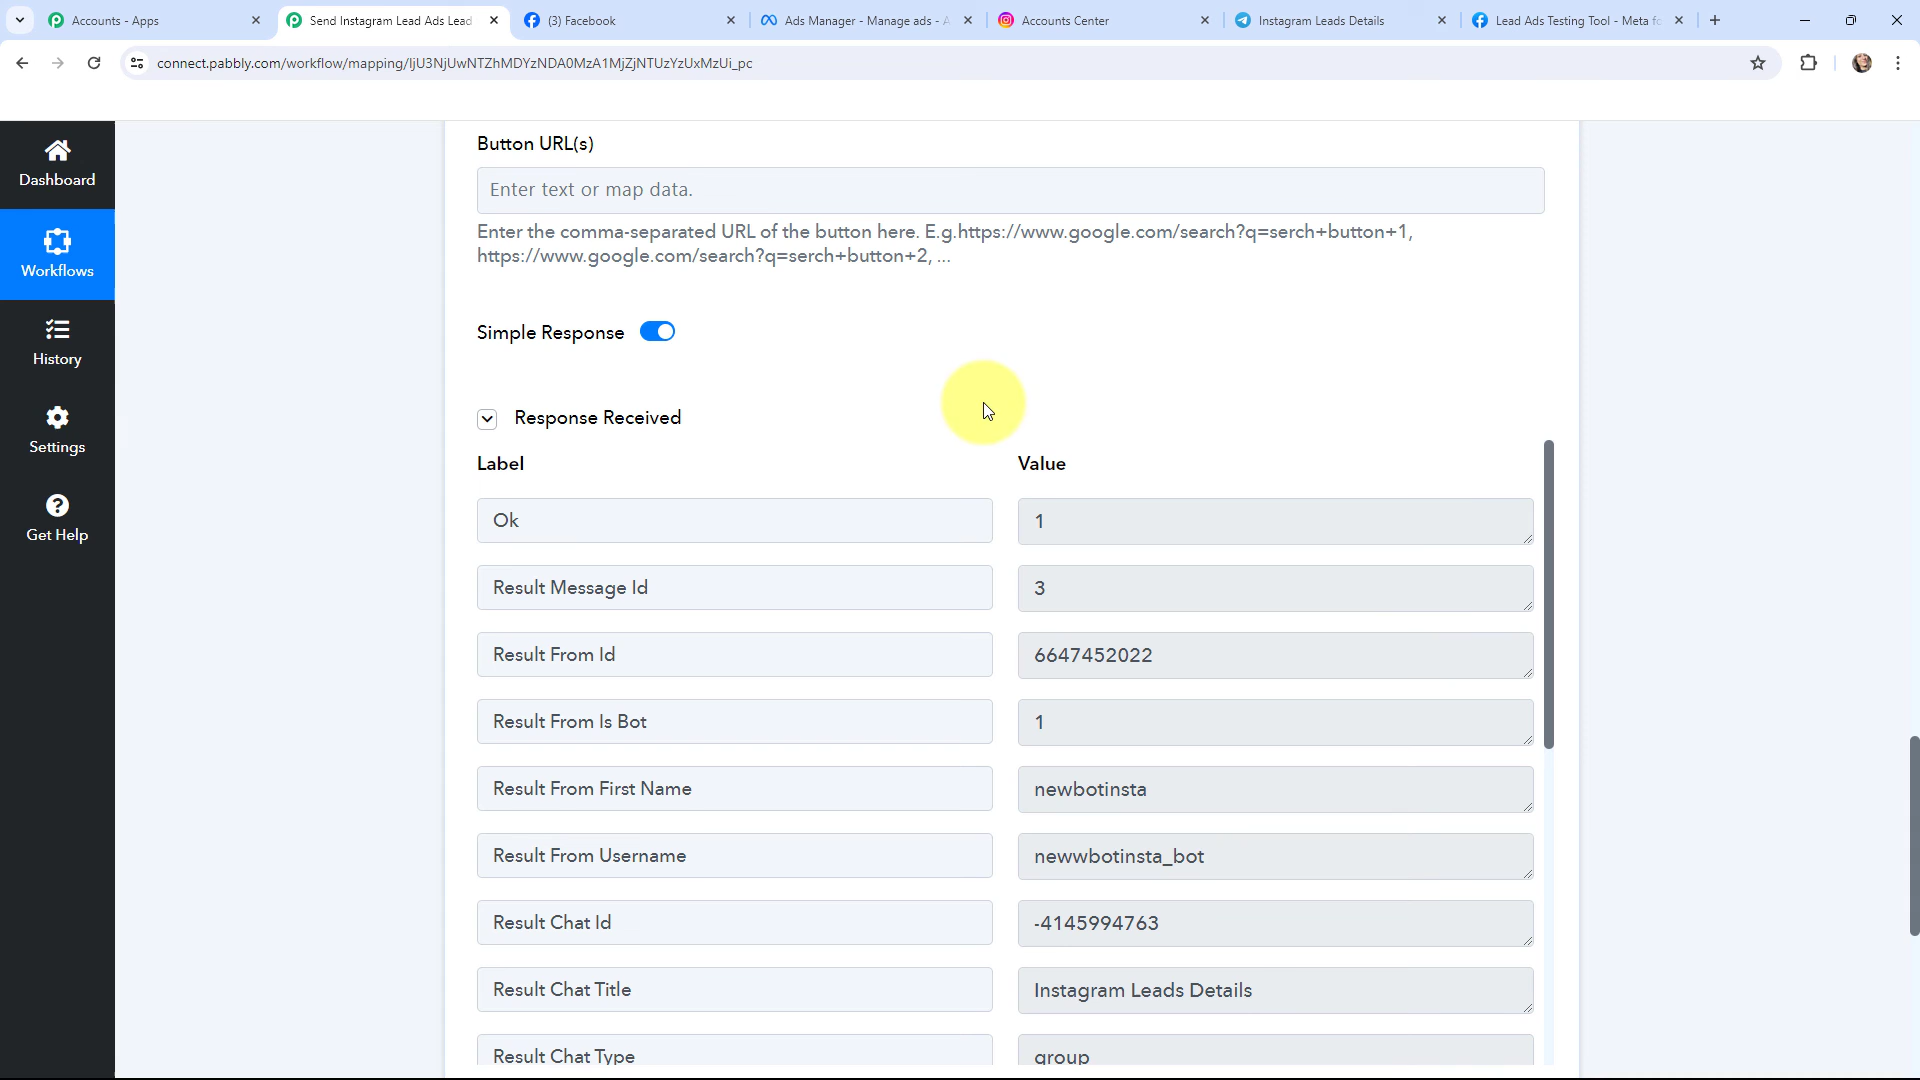 Accounts - Apps
Send Instagram Lead Ads Lead
(3) Facebook
Ads Manager - Manage ads - A
Accounts Center
Instagram Leads Details
Lead Ads Testing Tool - Meta fo
connect.pabbly.com/workflow/mapping/IjU3NjUwNTZhMDYzNDA0MzA1MjZjNTUzYzUxMzUi_pc
Dashboard
Workflows
History
Settings
Get Help
Button URL(s)
Enter text or map data.
Enter the comma-separated URL of the button here. E.g.https://www.google.com/search?q=serch+button+1,
https://www.google.com/search?q=serch+button+2, ...
Simple Response
Response Received
Label Value
Ok 1
Result Message Id 3
Result From Id 6647452022
Result From Is Bot 1
Result From First Name newbotinsta
Result From Username newwbotinsta_bot
Result Chat Id -4145994763
Result Chat Title Instagram Leads Details
Result Chat Type group